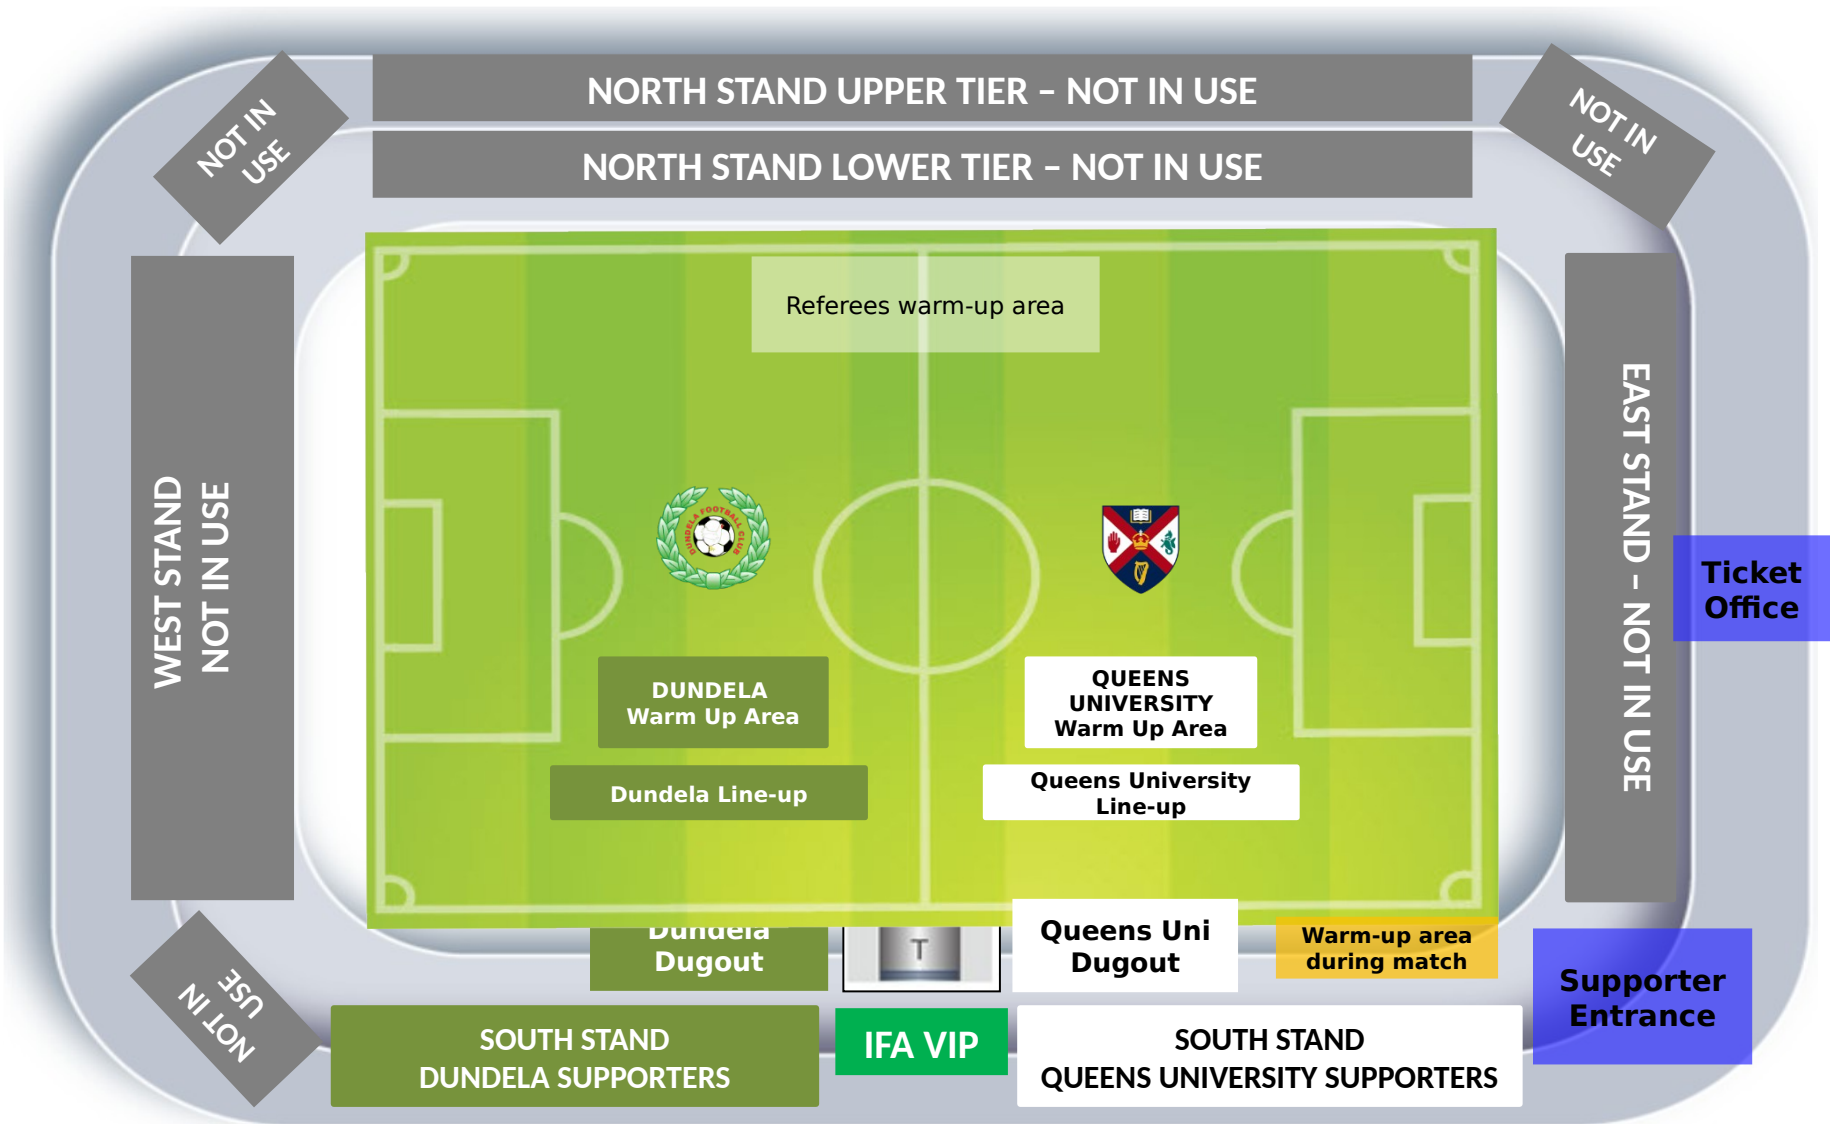 NORTH STAND UPPER TIER – NOT IN USE
NOT IN
USE
NOT IN
USE
NORTH STAND LOWER TIER – NOT IN USE
Referees warm-up area
WEST STAND
NOT IN USE
EAST STAND – NOT IN USE
DUNDELA FOOTBALL CLUB
Ticket
Office
DUNDELA
Warm Up Area
QUEENS
UNIVERSITY
Warm Up Area
Dundela Line-up
Queens University
Line-up
Dundela
Dugout
T
Queens Uni
Dugout
Warm-up area
during match
Supporter
Entrance
NOT IN
USE
SOUTH STAND
DUNDELA SUPPORTERS
IFA VIP
SOUTH STAND
QUEENS UNIVERSITY SUPPORTERS